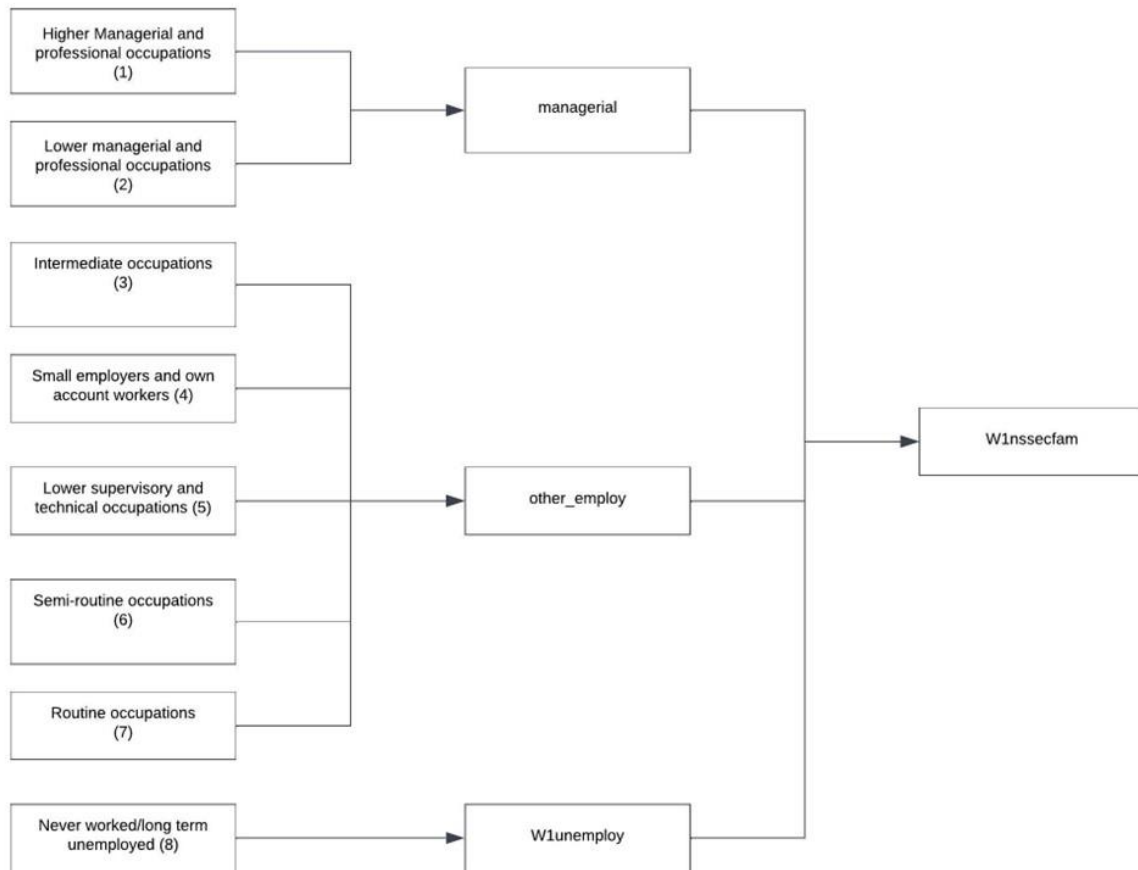 Higher Managerial and
professional occupations
(1)
Lower managerial and
professional occupations
(2)
Intermediate occupations
(3)
Small employers and own
account workers (4)
Lower supervisory and
technical occupations (5)
Semi-routine occupations
(6)
Routine occupations
(7)
Never worked/long term
unemployed (8)
managerial
other_employ
W1unemploy
W1nssecfam